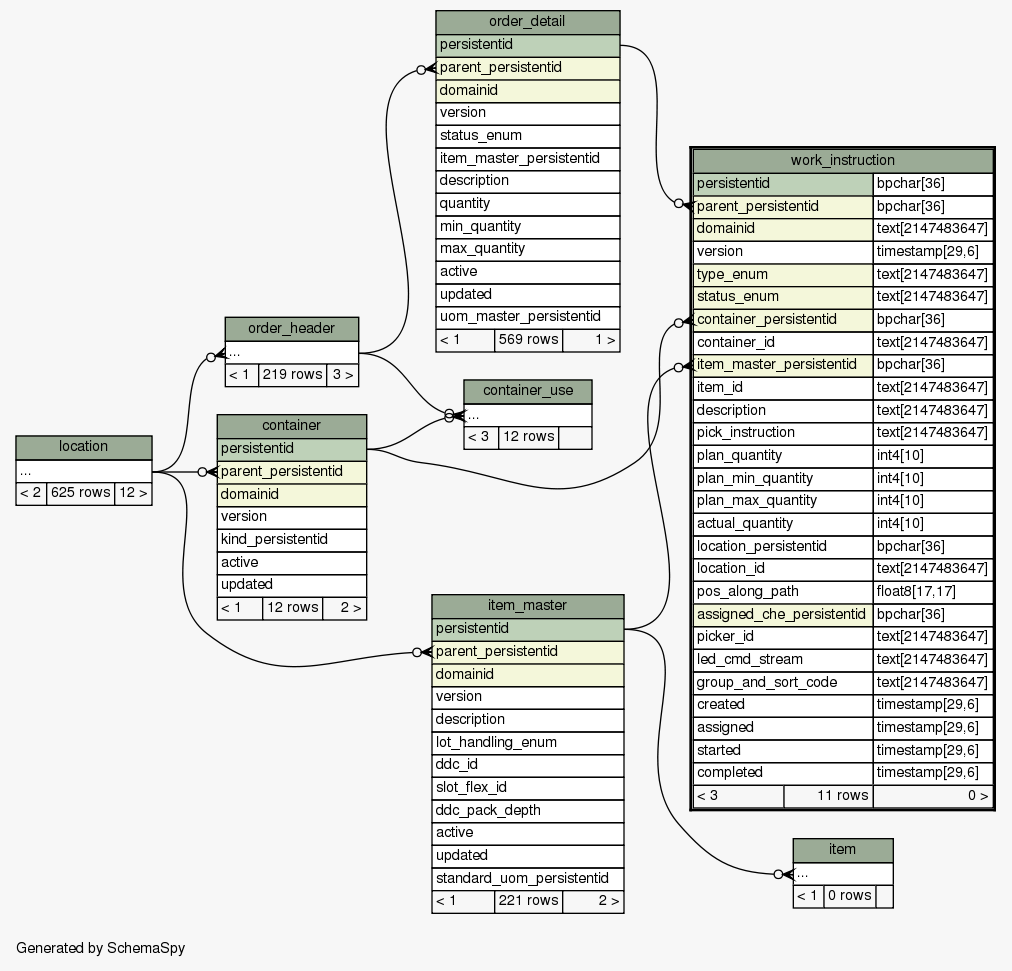 order_detail
persistentid
parent_persistentid
domainid
version
status_enum
item_master_persistentid
description
quantity
min_quantity
max_quantity
active
updated
uom_master_persistentid
< 1 569 rows 1 >
work_instruction
persistentid bpchar[36]
parent_persistentid bpchar[36]
domainid text[2147483647]
version timestamp[29,6]
type_enum text[2147483647]
status_enum text[2147483647]
container_persistentid bpchar[36]
container_id text[2147483647]
item_master_persistentid bpchar[36]
item_id text[2147483647]
description text[2147483647]
pick_instruction text[2147483647]
plan_quantity int4[10]
plan_min_quantity int4[10]
plan_max_quantity int4[10]
actual_quantity int4[10]
location_persistentid bpchar[36]
location_id text[2147483647]
pos_along_path float8[17,17]
assigned_che_persistentid bpchar[36]
picker_id text[2147483647]
led_cmd_stream text[2147483647]
group_and_sort_code text[2147483647]
created timestamp[29,6]
assigned timestamp[29,6]
started timestamp[29,6]
completed timestamp[29,6]
< 3 11 rows 0 >
order_header
...
< 1 219 rows 3 >
container_use
...
< 3 12 rows
container
persistentid
parent_persistentid
domainid
version
kind_persistentid
active
updated
< 1 12 rows 2 >
location
...
< 2 625 rows 12 >
item_master
persistentid
parent_persistentid
domainid
version
description
lot_handling_enum
ddc_id
slot_flex_id
ddc_pack_depth
active
updated
standard_uom_persistentid
< 1 221 rows 2 >
item
...
< 1 0 rows
Generated by SchemaSpy